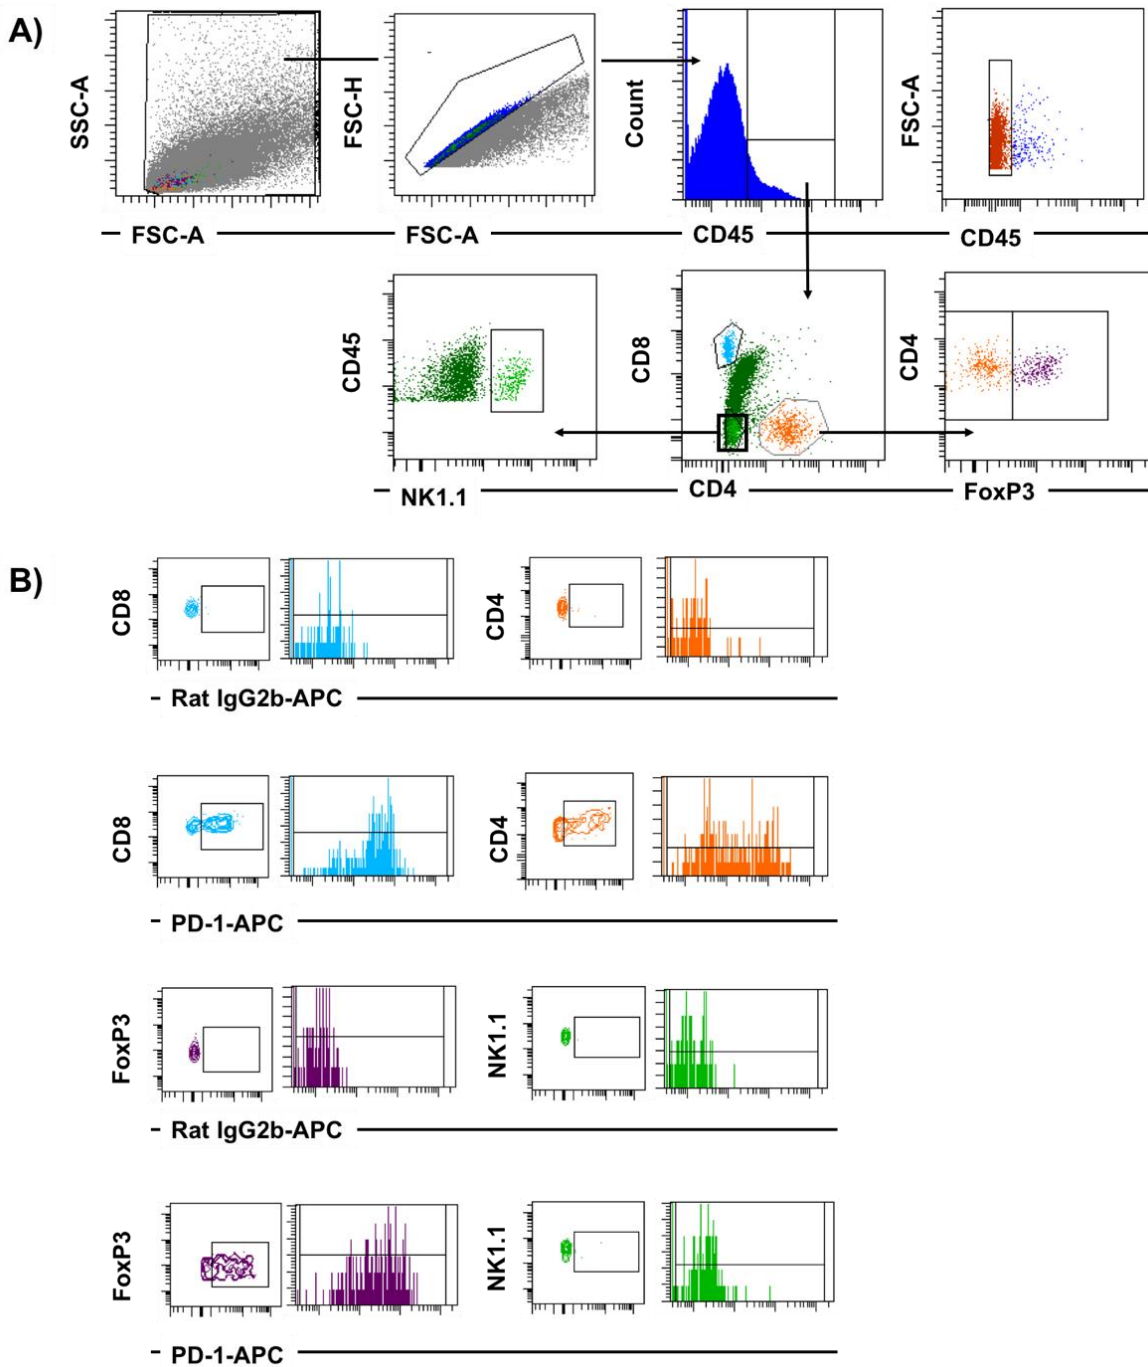 A)
SSC-A
FSC-H
Count
FSC-A
FSC-A
FSC-A
CD45
CD45
CD45
CD8
CD4
NK1.1
CD4
FoxP3
B)
CD8
CD4
Rat IgG2b-APC
CD8
CD4
PD-1-APC
FoxP3
NK1.1
Rat IgG2b-APC
FoxP3
NK1.1
PD-1-APC